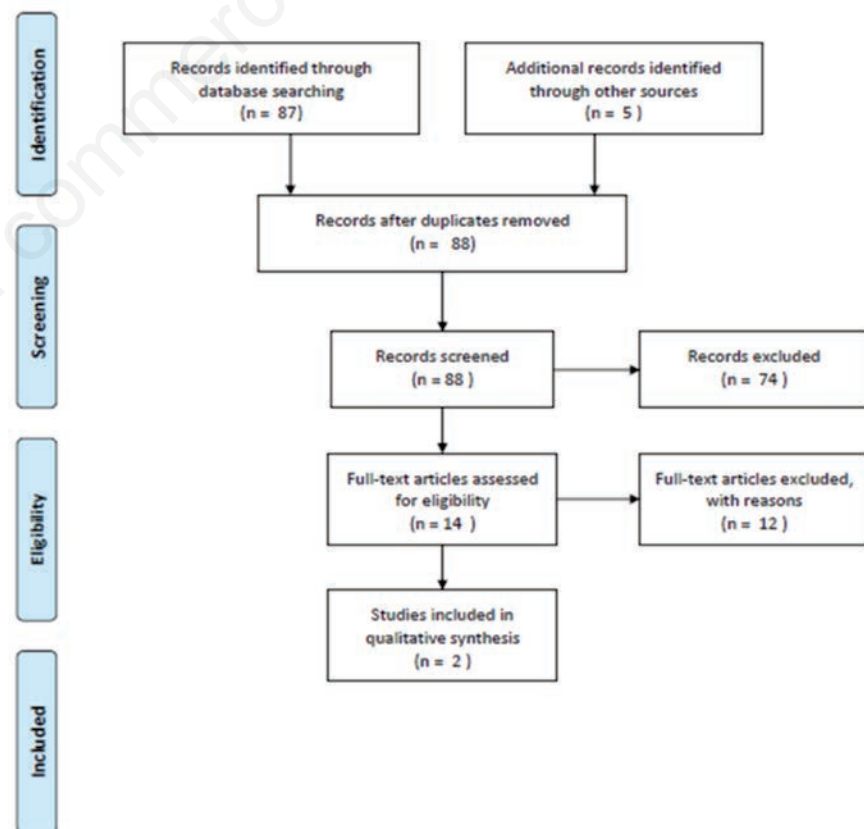 commerc
Identification
Records identified through
database searching
(n = 87)
Additional records identified
through other sources
(n = 5 )
Records after duplicates removed
(n = 88)
Screening
Records screened
(n = 88 )
Records excluded
(n = 74 )
Eligibility
Full-text articles assessed
for eligibility
(n = 14 )
Full-text articles excluded,
with reasons
(n = 12 )
Studies included in
qualitative synthesis
(n = 2 )
Included